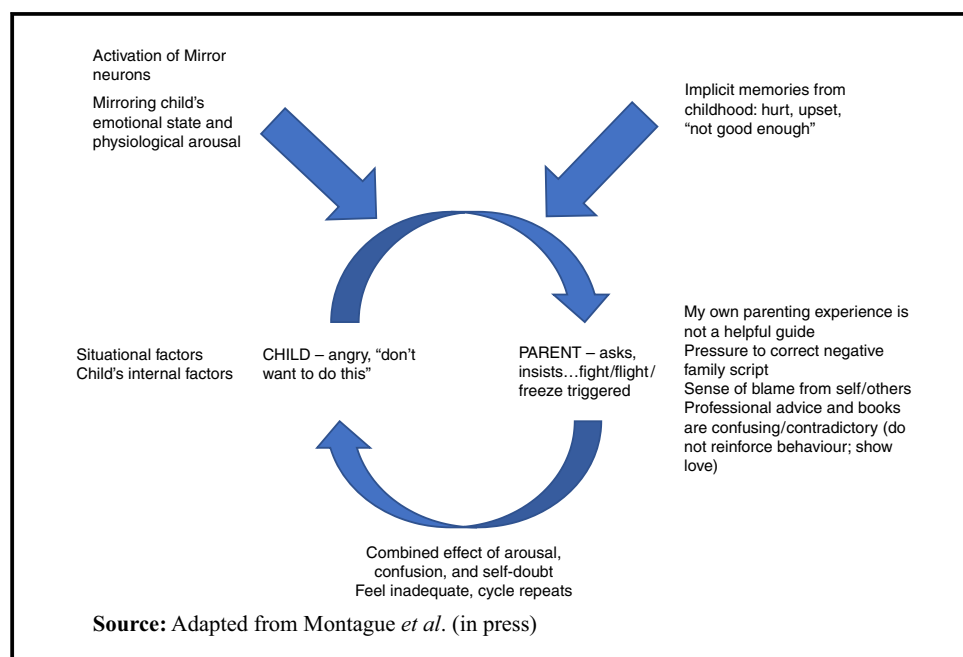 Activation of Mirror
neurons
Mirroring child's
emotional state and
physiological arousal
Implicit memories from
childhood: hurt, upset,
“not good enough”
Situational factors
Child's internal factors
CHILD – angry, “don't
want to do this”
PARENT – asks,
insists…fight/flight/
freeze triggered
My own parenting experience is
not a helpful guide
Pressure to correct negative
family script
Sense of blame from self/others
Professional advice and books
are confusing/contradictory (do
not reinforce behaviour; show
love)
Combined effect of arousal,
confusion, and self-doubt
Feel inadequate, cycle repeats
Source: Adapted from Montague et al. (in press)